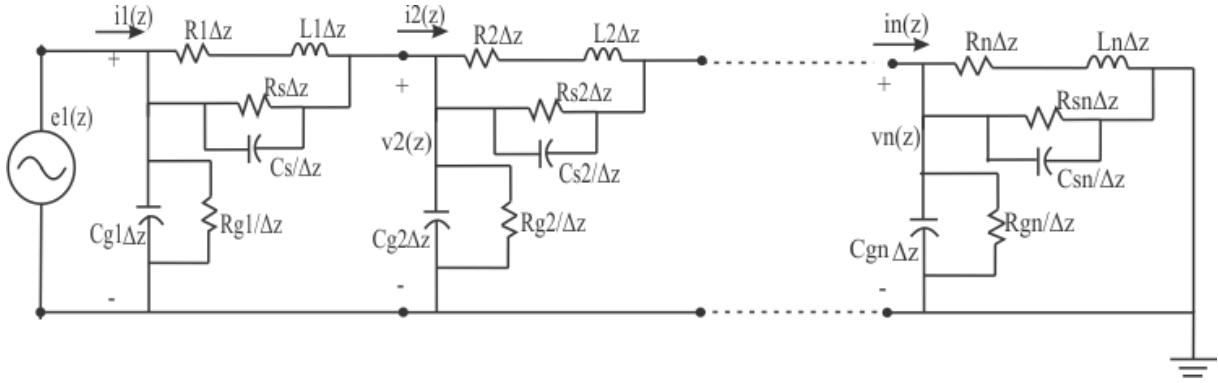 i1(z)
R1Δz
L1Δz
i2(z)
R2Δz
L2Δz
in(z)
RnΔz
LnΔz
+
+
+
RsΔz
Rs2Δz
RsnΔz
e1(z)
v2(z)
vn(z)
Cs/Δz
Cs2/Δz
Csn/Δz
Cg1Δz
Rg1/Δz
Cg2Δz
Rg2/Δz
Cgn Δz
Rgn/Δz
-
-
-